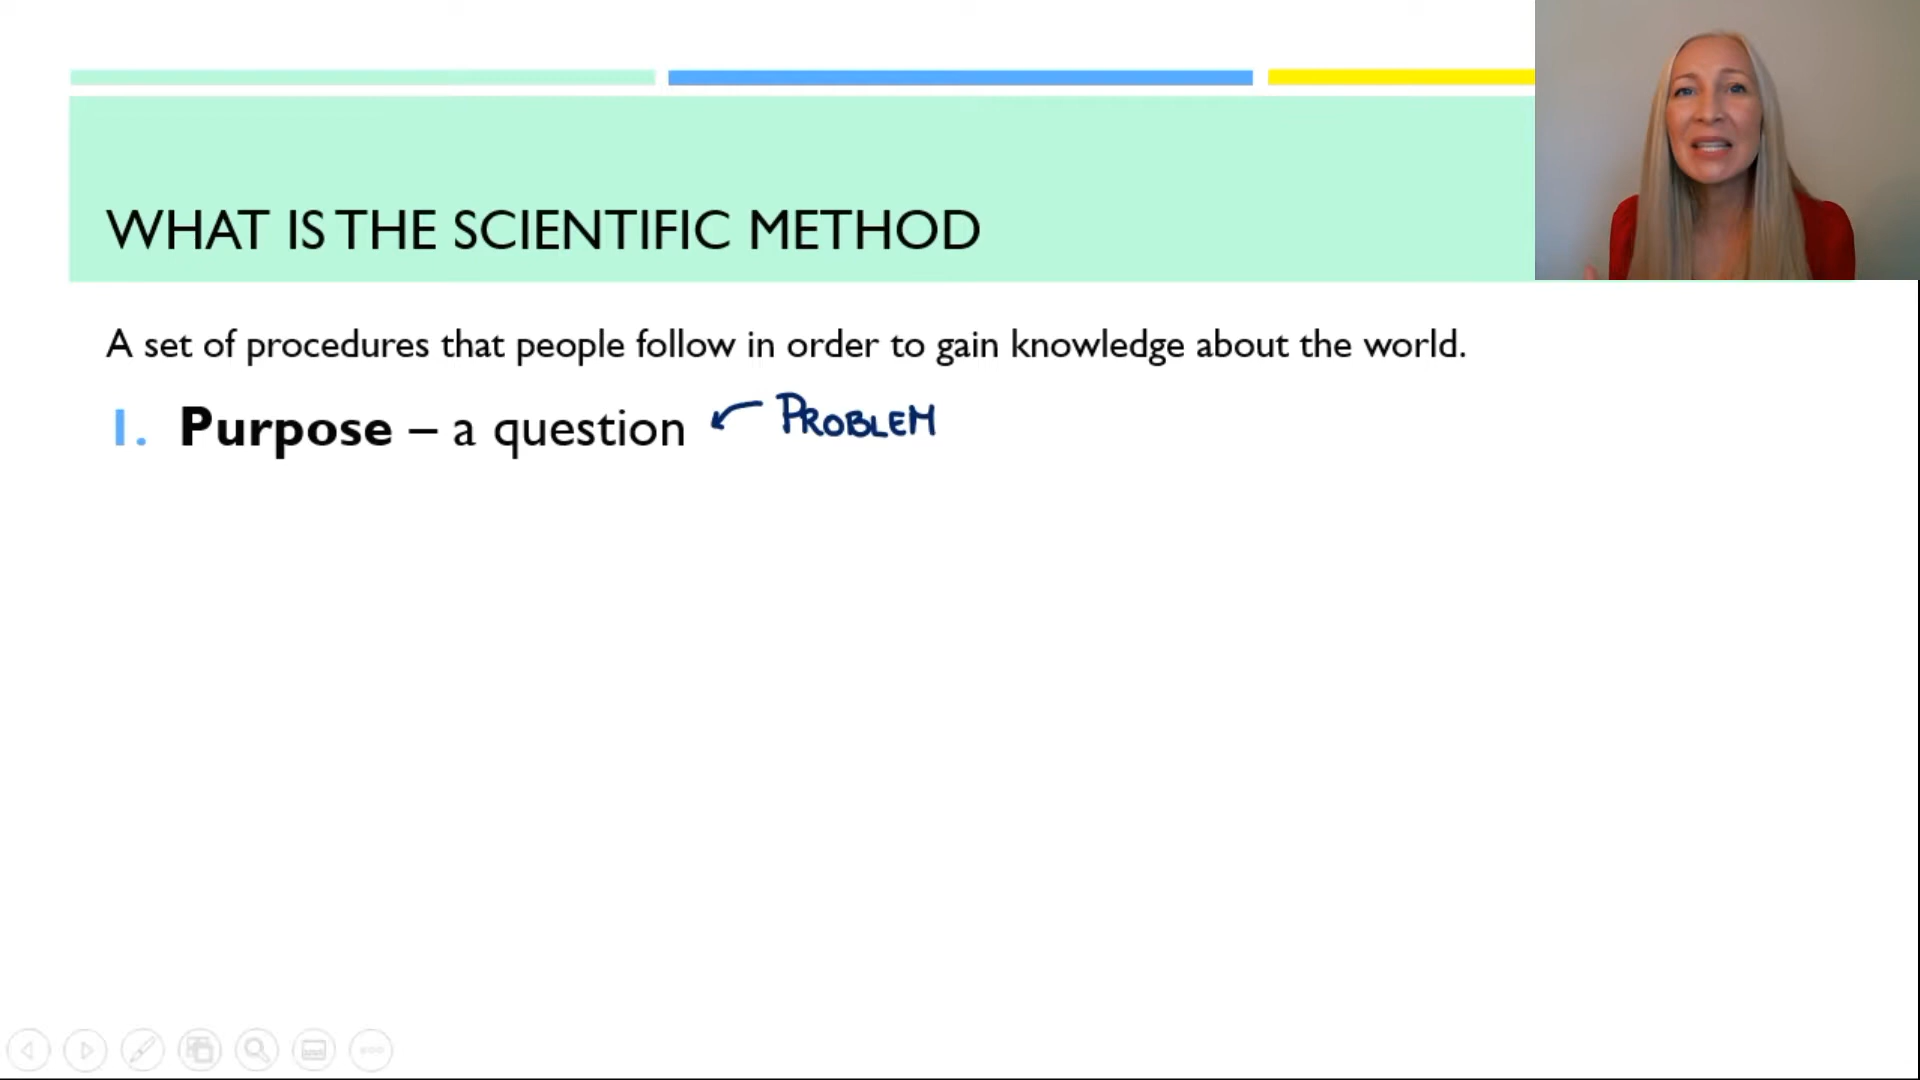 WHAT IS THE SCIENTIFIC METHOD
A set of procedures that people follow in order to gain knowledge about the world.
1. Purpose – a question PROBLEM